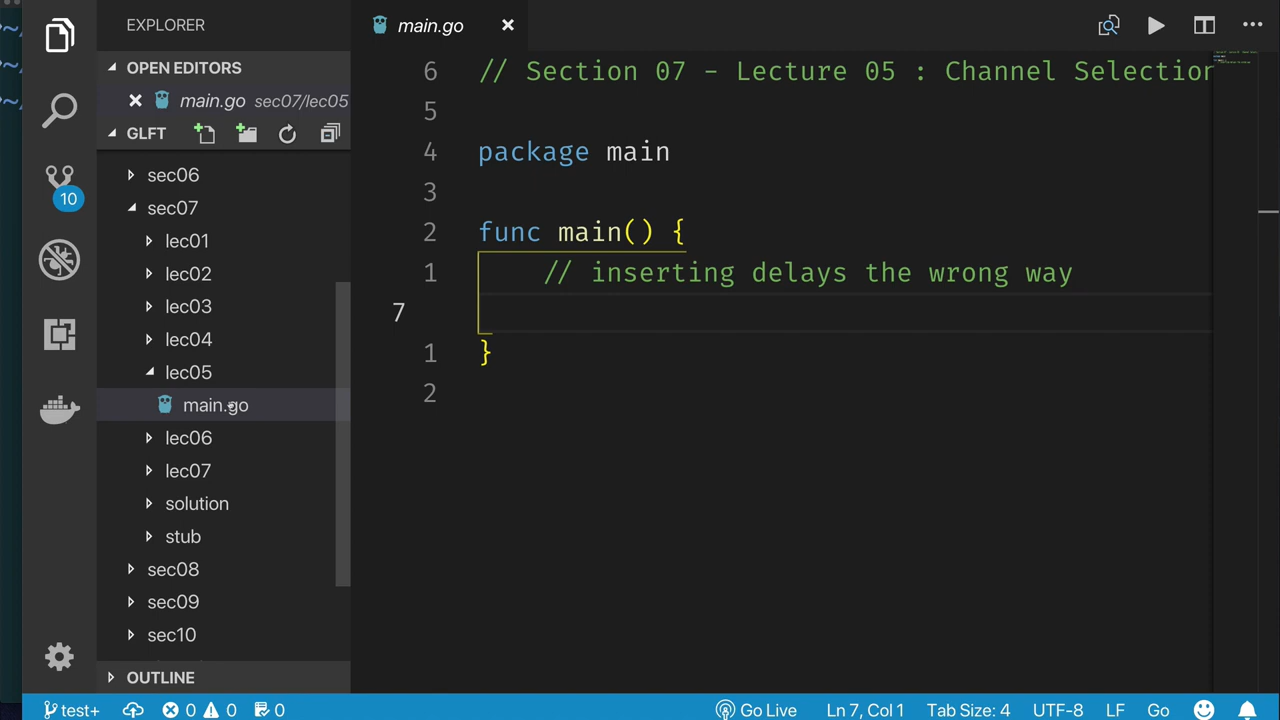 EXPLORER
OPEN EDITORS
main.go sec07/lec05
GLFT
sec06
sec07
lec01
lec02
lec03
lec04
lec05
main.go
lec06
lec07
solution
stub
sec08
sec09
sec10
OUTLINE
10
main.go
6 // Section 07 - Lecture 05 : Channel Selection
5
4 package main
3
2 func main() {
1 // inserting delays the wrong way
7
1 }
2
test+ 0 0 0 Go Live Ln 7, Col 1 Tab Size: 4 UTF-8 LF Go